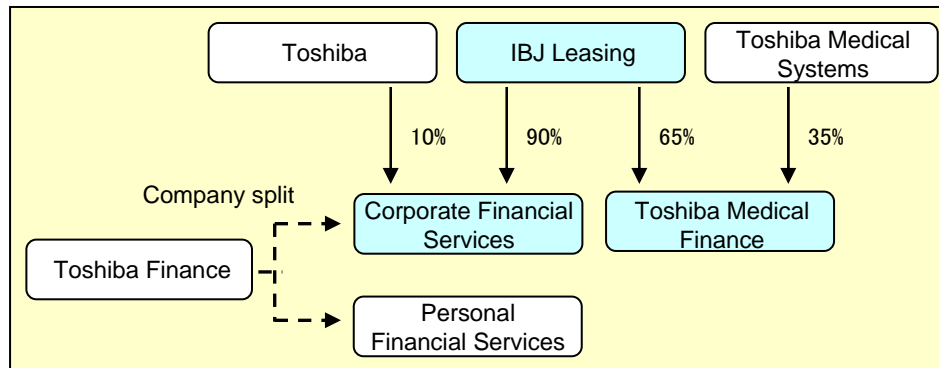 Toshiba
IBJ Leasing
Toshiba Medical
Systems
10%
90%
65%
35%
Company split
Corporate Financial
Services
Toshiba Medical
Finance
Toshiba Finance
Personal
Financial Services